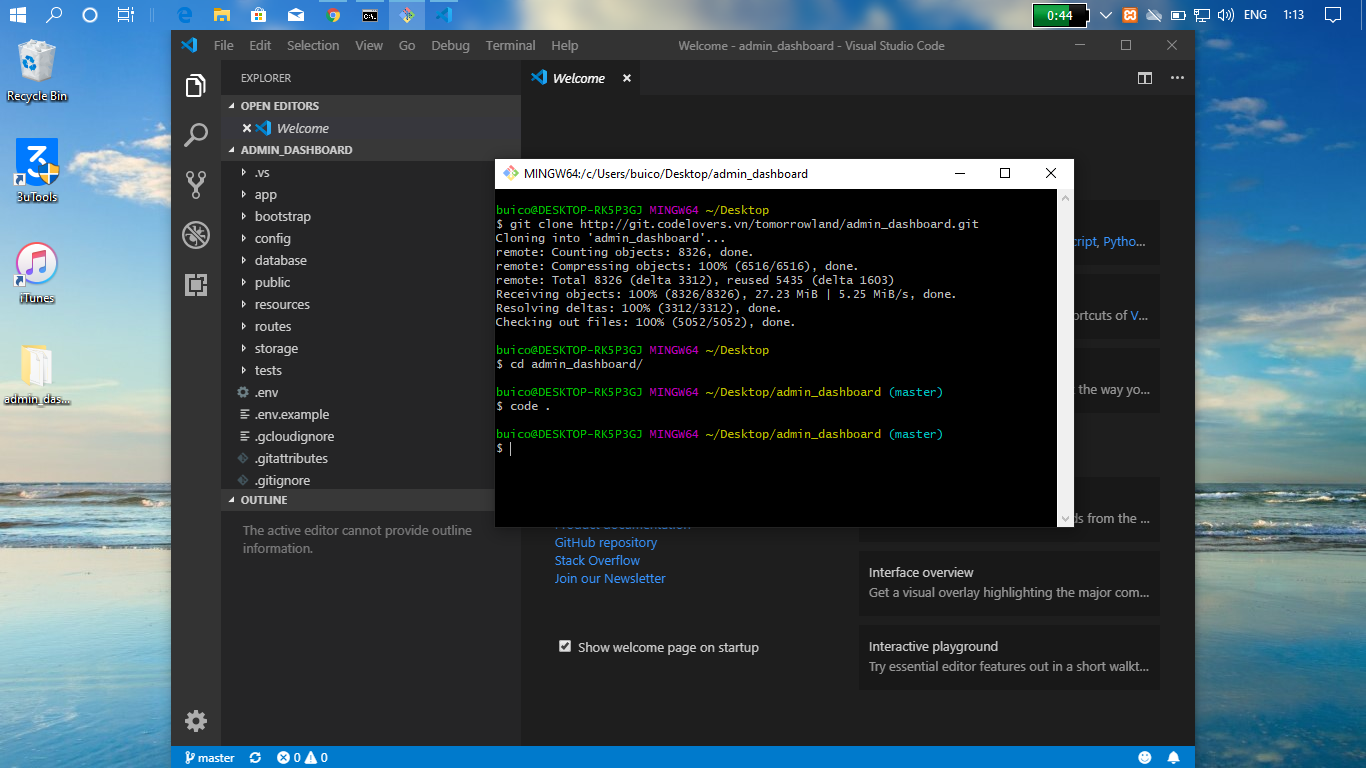 0:44
ENG
1:13
Recycle Bin
3uTools
iTunes
admin_das...
File Edit Selection View Go Debug Terminal Help
Welcome - admin_dashboard - Visual Studio Code
EXPLORER
OPEN EDITORS
Welcome
ADMIN_DASHBOARD
.vs
app
bootstrap
config
database
public
resources
routes
storage
tests
.env
.env.example
.gcloudignore
.gitattributes
.gitignore
OUTLINE
The active editor cannot provide outline
information.
Welcome
MINGW64:/c/Users/buico/Desktop/admin_dashboard
buico@DESKTOP-RK5P3GJ MINGW64 ~/Desktop
$ git clone http://git.codelovers.vn/tomorrowland/admin_dashboard.git
Cloning into 'admin_dashboard'...
remote: Counting objects: 8326, done.
remote: Compressing objects: 100% (6516/6516), done.
remote: Total 8326 (delta 3312), reused 5435 (delta 1603)
Receiving objects: 100% (8326/8326), 27.23 MiB | 5.25 MiB/s, done.
Resolving deltas: 100% (3312/3312), done.
Checking out files: 100% (5052/5052), done.
buico@DESKTOP-RK5P3GJ MINGW64 ~/Desktop
$ cd admin_dashboard/
buico@DESKTOP-RK5P3GJ MINGW64 ~/Desktop/admin_dashboard (master)
$ code .
buico@DESKTOP-RK5P3GJ MINGW64 ~/Desktop/admin_dashboard (master)
$
cript, Pytho...
ortcuts of V...
the way yo...
ds from the ...
GitHub repository
Stack Overflow
Join our Newsletter
Interface overview
Get a visual overlay highlighting the major com...
Interactive playground
Try essential editor features out in a short walkt...
Show welcome page on startup
master
0
0